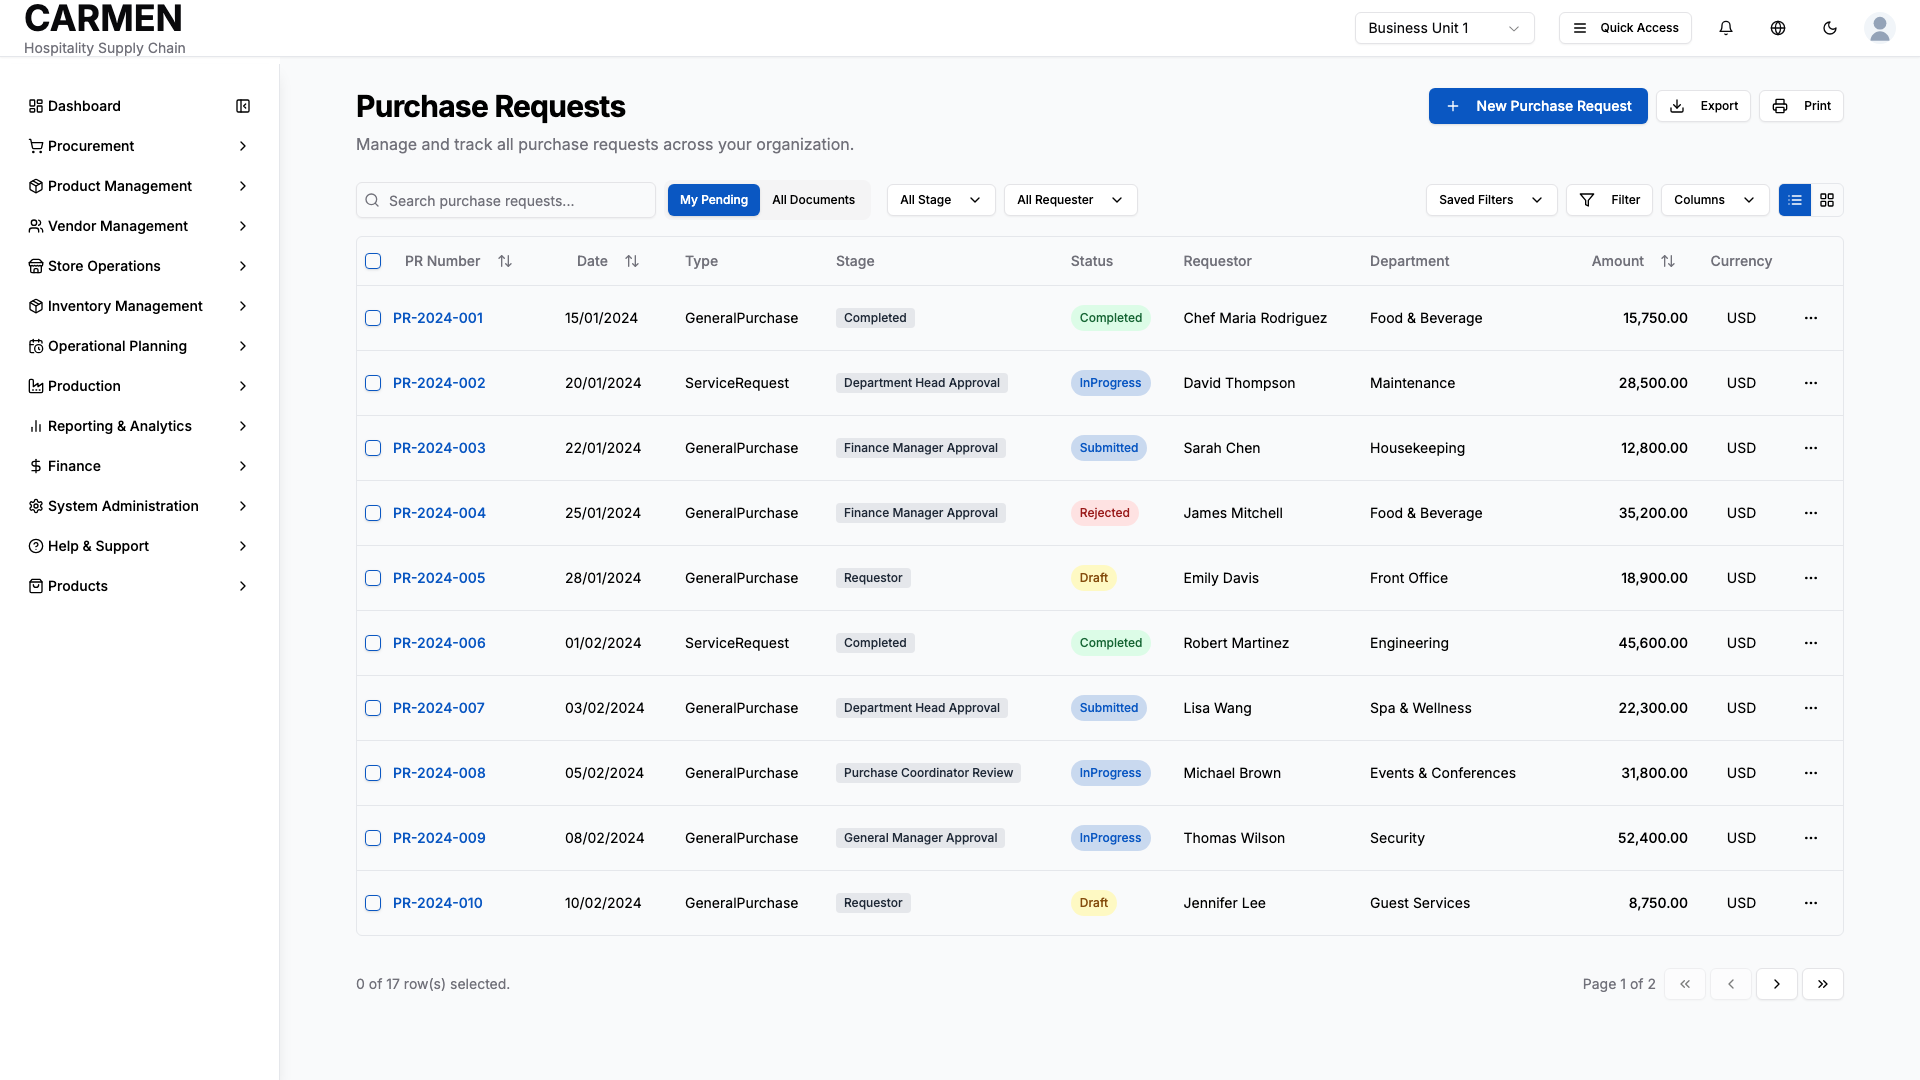 CARMEN
Hospitality Supply Chain
Business Unit 1
Quick Access
Dashboard
Procurement
Product Management
Vendor Management
Store Operations
Inventory Management
Operational Planning
Production
Reporting & Analytics
Finance
System Administration
Help & Support
Products
Purchase Requests
Manage and track all purchase requests across your organization.
New Purchase Request
Export
Print
Search purchase requests...
My Pending
All Documents
All Stage
All Requester
Saved Filters
Filter
Columns
PR Number Date Type Stage Status Requestor Department Amount Currency
PR-2024-001 15/01/2024 GeneralPurchase Completed Completed Chef Maria Rodriguez Food & Beverage 15,750.00 USD
PR-2024-002 20/01/2024 ServiceRequest Department Head Approval InProgress David Thompson Maintenance 28,500.00 USD
PR-2024-003 22/01/2024 GeneralPurchase Finance Manager Approval Submitted Sarah Chen Housekeeping 12,800.00 USD
PR-2024-004 25/01/2024 GeneralPurchase Finance Manager Approval Rejected James Mitchell Food & Beverage 35,200.00 USD
PR-2024-005 28/01/2024 GeneralPurchase Requestor Draft Emily Davis Front Office 18,900.00 USD
PR-2024-006 01/02/2024 ServiceRequest Completed Completed Robert Martinez Engineering 45,600.00 USD
PR-2024-007 03/02/2024 GeneralPurchase Department Head Approval Submitted Lisa Wang Spa & Wellness 22,300.00 USD
PR-2024-008 05/02/2024 GeneralPurchase Purchase Coordinator Review InProgress Michael Brown Events & Conferences 31,800.00 USD
PR-2024-009 08/02/2024 GeneralPurchase General Manager Approval InProgress Thomas Wilson Security 52,400.00 USD
PR-2024-010 10/02/2024 GeneralPurchase Requestor Draft Jennifer Lee Guest Services 8,750.00 USD
0 of 17 row(s) selected.
Page 1 of 2